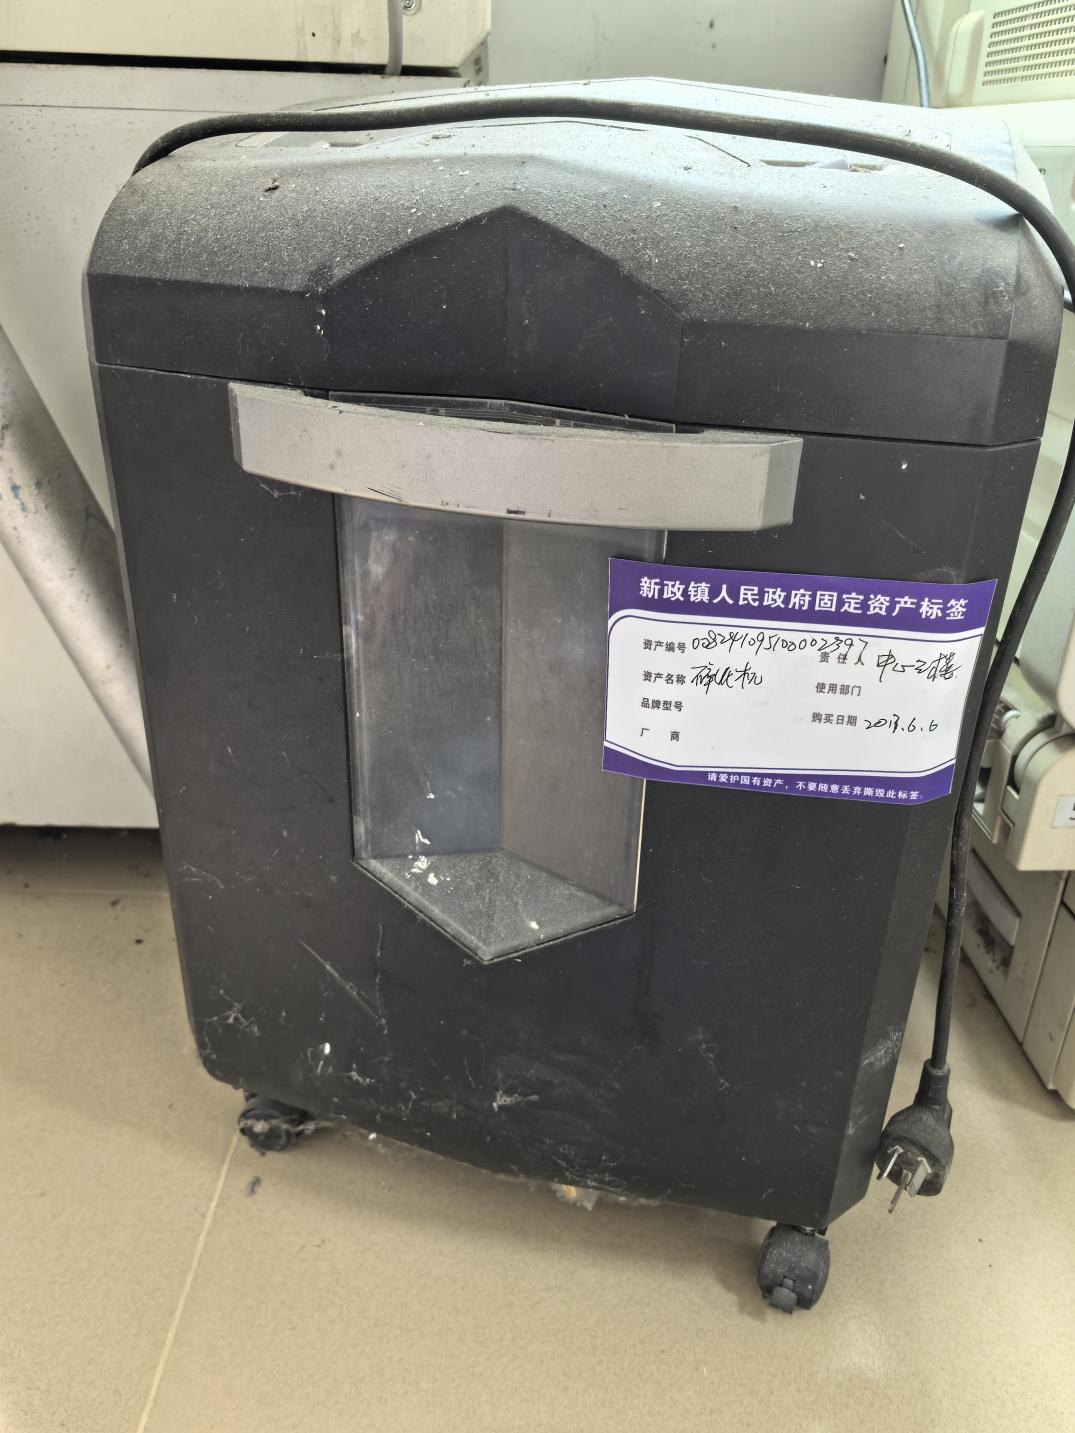 新政镇人民政府固定资产标签
资产编号 008241095100002397
责任人 中心三楼
资产名称 碎纸机
使用部门
品牌型号
购买日期 2013.6.6
厂 商
请爱护国有资产，不要随意丢弃撕毁此标签。